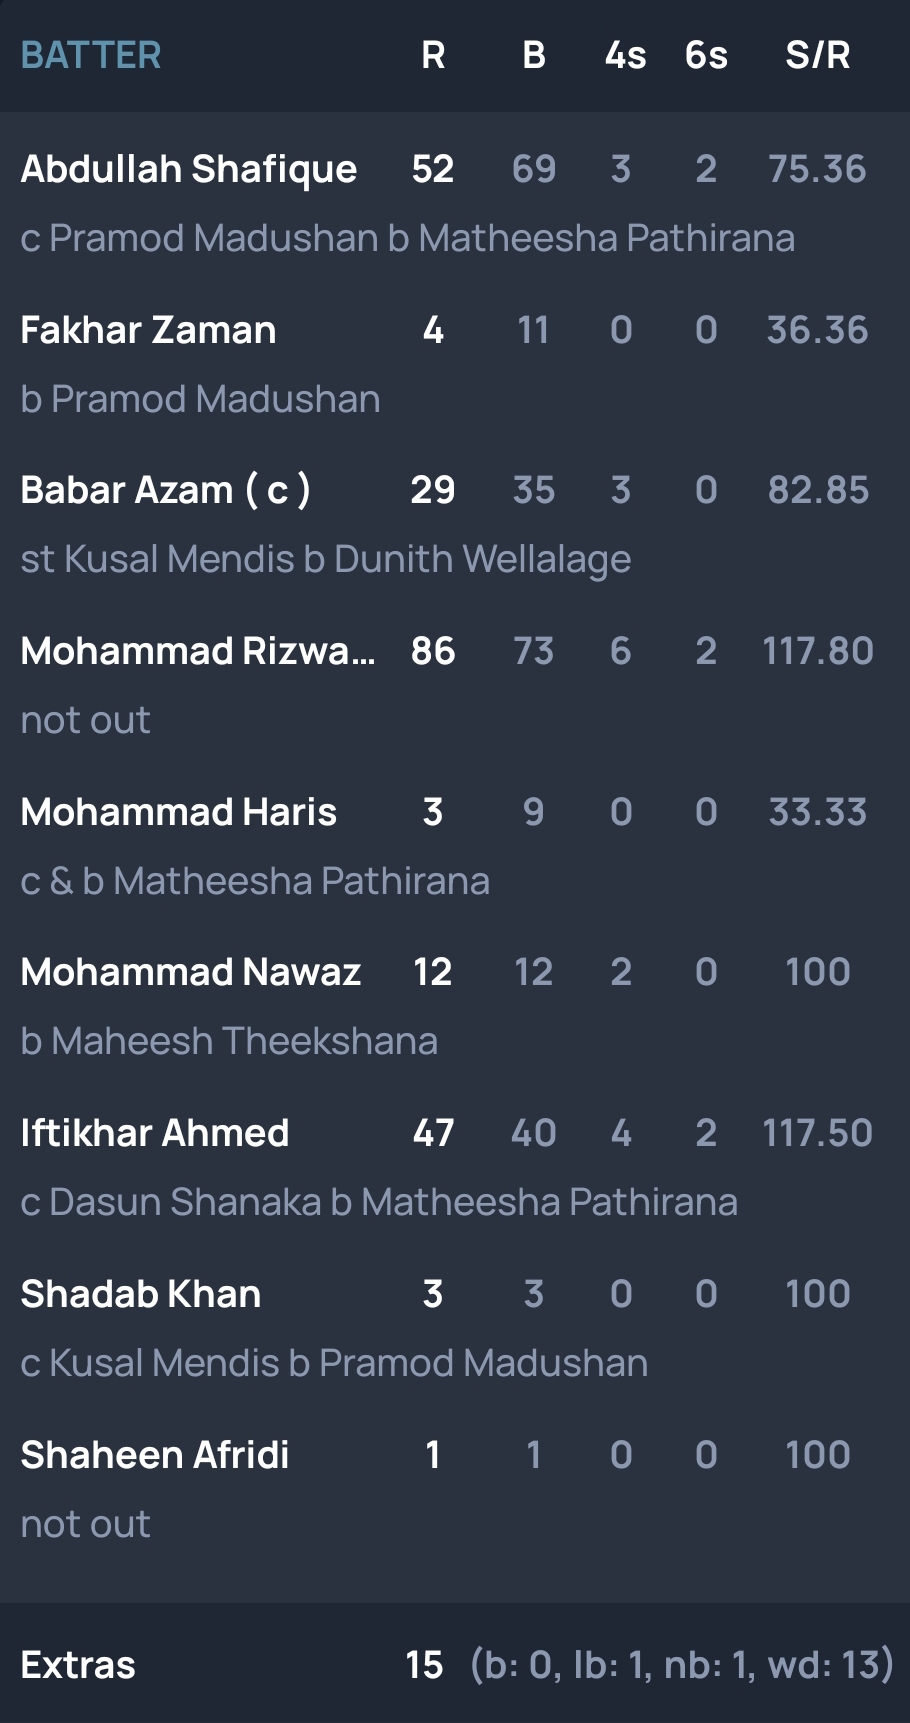 BATTER R B 4s 6s S/R
Abdullah Shafique 52 69 3 2 75.36
c Pramod Madushan b Matheesha Pathirana
Fakhar Zaman 4 11 0 0 36.36
b Pramod Madushan
Babar Azam ( c ) 29 35 3 0 82.85
st Kusal Mendis b Dunith Wellalage
Mohammad Rizwa... 86 73 6 2 117.80
not out
Mohammad Haris 3 9 0 0 33.33
c & b Matheesha Pathirana
Mohammad Nawaz 12 12 2 0 100
b Maheesh Theekshana
Iftikhar Ahmed 47 40 4 2 117.50
c Dasun Shanaka b Matheesha Pathirana
Shadab Khan 3 3 0 0 100
c Kusal Mendis b Pramod Madushan
Shaheen Afridi 1 1 0 0 100
not out
Extras 15 (b: 0, lb: 1, nb: 1, wd: 13)